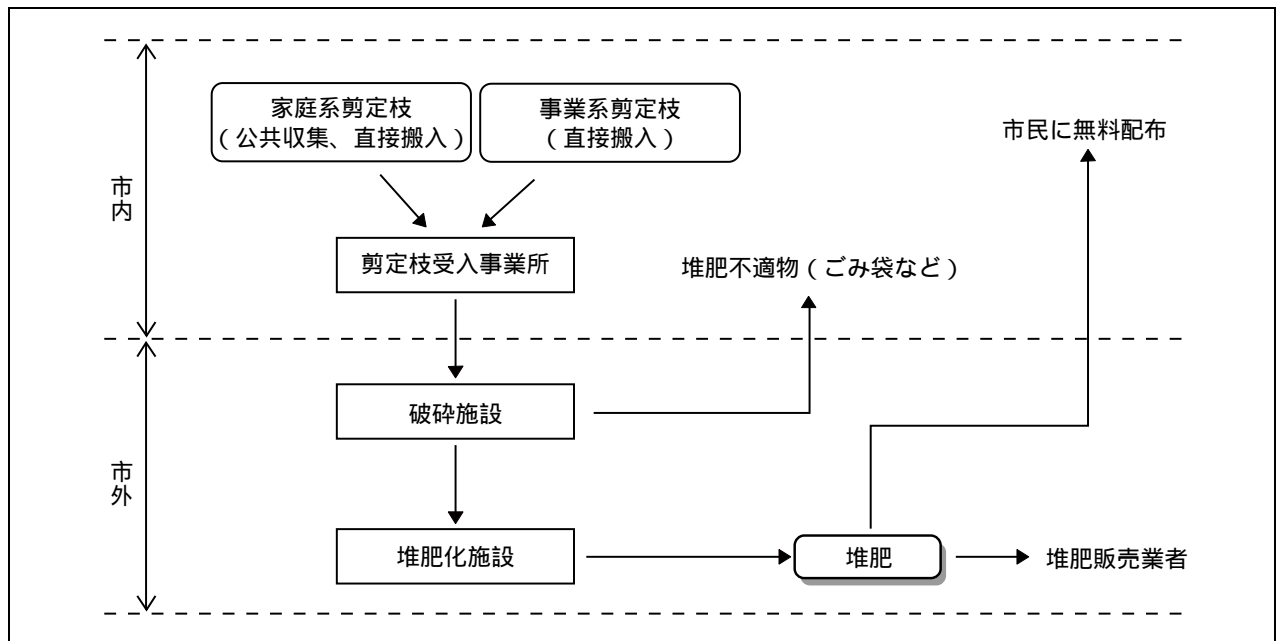 家庭系剪定枝
（公共収集、直接搬入）
事業系剪定枝
（直接搬入）
市民に無料配布
市内
剪定枝受入事業所
堆肥不適物（ごみ袋など）
破砕施設
市外
堆肥化施設
堆肥
堆肥販売業者